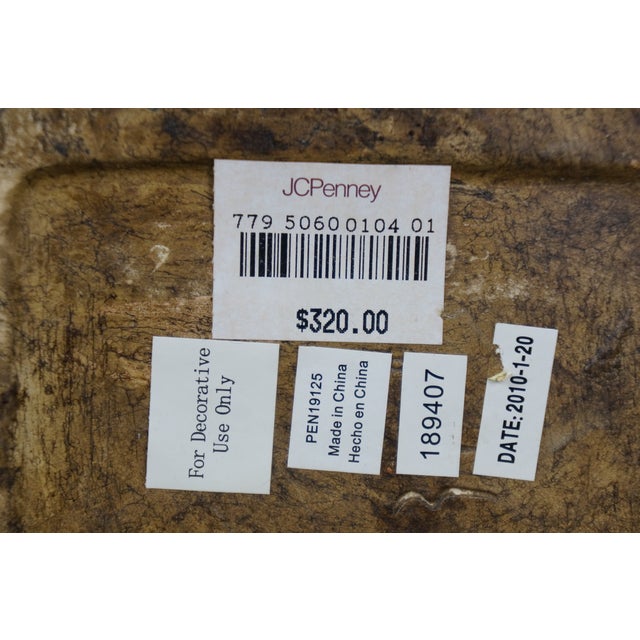 JCPenney
779 50600104 01
$320.00
For Decorative
Use Only
PEN19125
Made in China
Hecho en China
189407
DATE: 2010-1-20